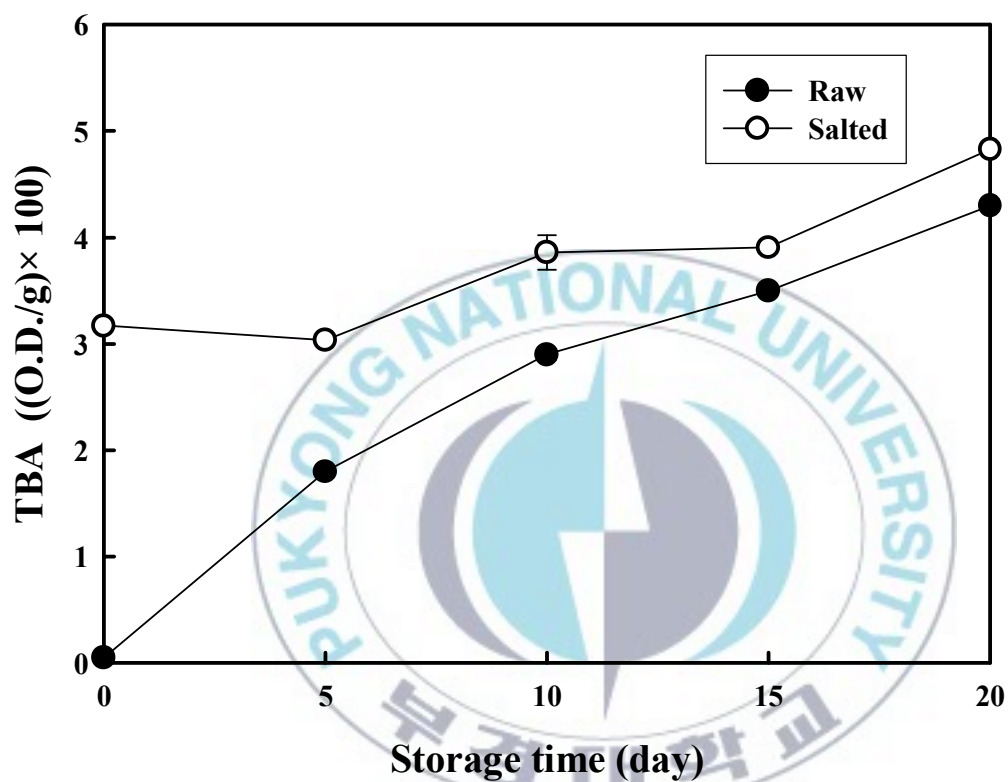 6
5
4
3
2
1
0
TBA ((O.D./g)× 100)
Raw
Salted
0 5 10 15 20
Storage time (day)
PUKYONG NATIONAL UNIVERSITY
부경대학교